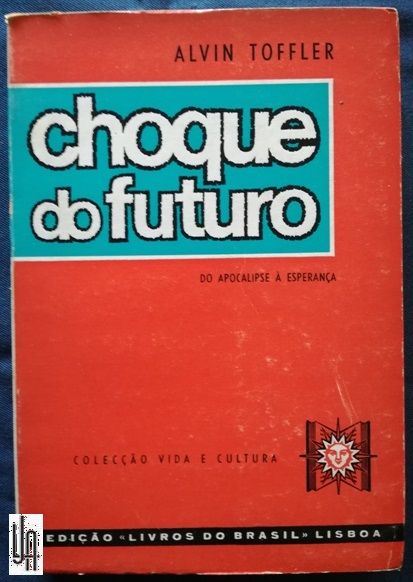 ALVIN TOFFLER
choque
do futuro
DO APOCALIPSE À ESPERANÇA
COLECÇÃO VIDA E CULTURA
EDIÇÃO «LIVROS DO BRASIL» LISBOA